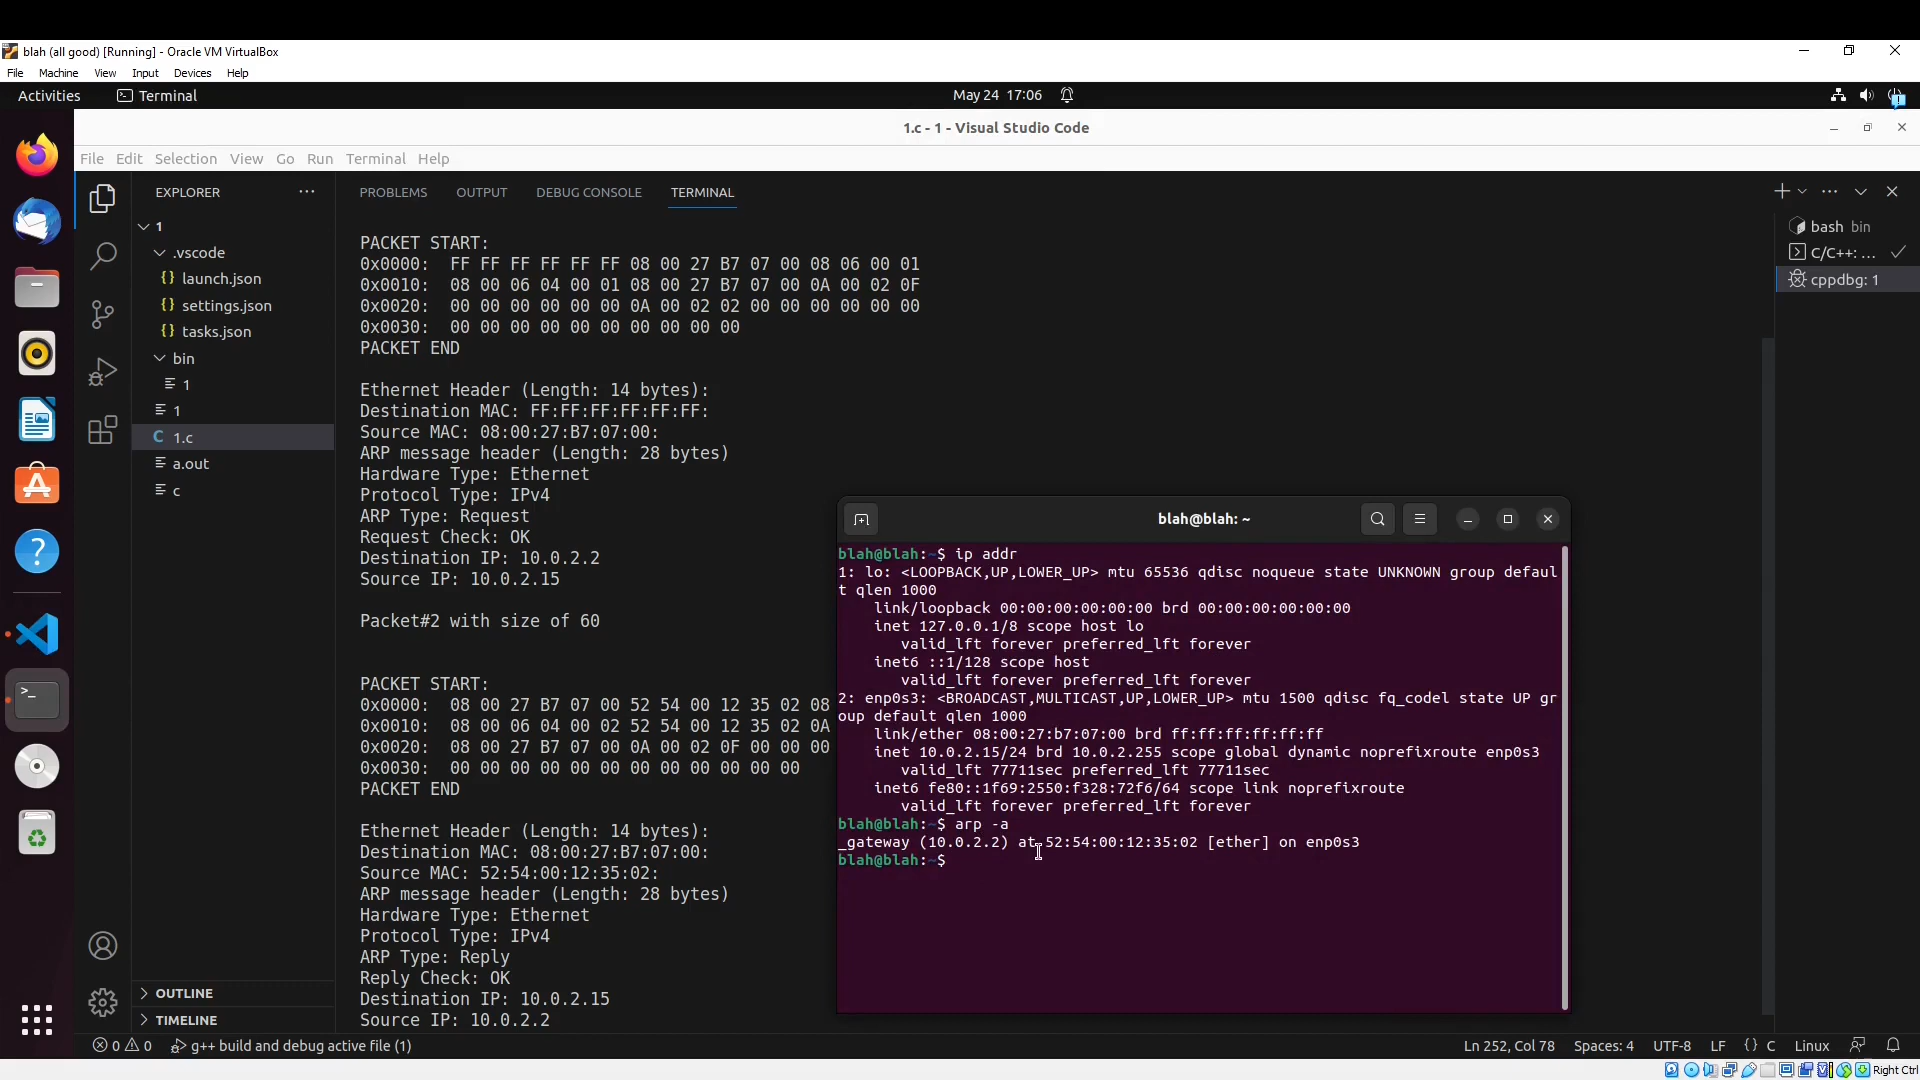 blah (all good) [Running] - Oracle VM VirtualBox
File Machine View Input Devices Help
Activities Terminal May 24 17:06
1.c - 1 - Visual Studio Code
File Edit Selection View Go Run Terminal Help
EXPLORER
1
.vscode
launch.json
settings.json
tasks.json
bin
1
1
C 1.c
a.out
c
OUTLINE
TIMELINE
PROBLEMS OUTPUT DEBUG CONSOLE TERMINAL
PACKET START:
0x0000: FF FF FF FF FF FF 08 00 27 B7 07 00 08 06 00 01
0x0010: 08 00 06 04 00 01 08 00 27 B7 07 00 0A 00 02 0F
0x0020: 00 00 00 00 00 00 0A 00 02 02 00 00 00 00 00 00
0x0030: 00 00 00 00 00 00 00 00 00 00
PACKET END
Ethernet Header (Length: 14 bytes):
Destination MAC: FF:FF:FF:FF:FF:FF:
Source MAC: 08:00:27:B7:07:00:
ARP message header (Length: 28 bytes)
Hardware Type: Ethernet
Protocol Type: IPv4
ARP Type: Request
Request Check: OK
Destination IP: 10.0.2.2
Source IP: 10.0.2.15
Packet#2 with size of 60
PACKET START:
0x0000: 08 00 27 B7 07 00 52 54 00 12 35 02 08
0x0010: 08 00 06 04 00 02 52 54 00 12 35 02 0A
0x0020: 08 00 27 B7 07 00 0A 00 02 0F 00 00 00
0x0030: 00 00 00 00 00 00 00 00 00 00 00 00
PACKET END
Ethernet Header (Length: 14 bytes):
Destination MAC: 08:00:27:B7:07:00:
Source MAC: 52:54:00:12:35:02:
ARP message header (Length: 28 bytes)
Hardware Type: Ethernet
Protocol Type: IPv4
ARP Type: Reply
Reply Check: OK
Destination IP: 10.0.2.15
Source IP: 10.0.2.2
bash bin
C/C++: ...
cppdbg: 1
blah@blah: ~
blah@blah:~$ ip addr
1: lo: <LOOPBACK,UP,LOWER_UP> mtu 65536 qdisc noqueue state UNKNOWN group defaul
t qlen 1000
link/loopback 00:00:00:00:00:00 brd 00:00:00:00:00:00
inet 127.0.0.1/8 scope host lo
valid_lft forever preferred_lft forever
inet6 ::1/128 scope host
valid_lft forever preferred_lft forever
2: enp0s3: <BROADCAST,MULTICAST,UP,LOWER_UP> mtu 1500 qdisc fq_codel state UP gr
oup default qlen 1000
link/ether 08:00:27:b7:07:00 brd ff:ff:ff:ff:ff:ff
inet 10.0.2.15/24 brd 10.0.2.255 scope global dynamic noprefixroute enp0s3
valid_lft 77711sec preferred_lft 77711sec
inet6 fe80::1f69:2550:f328:72f6/64 scope link noprefixroute
valid_lft forever preferred_lft forever
blah@blah:~$ arp -a
_gateway (10.0.2.2) at 52:54:00:12:35:02 [ether] on enp0s3
blah@blah:~$
0 0 g++ build and debug active file (1) Ln 252, Col 78 Spaces: 4 UTF-8 LF {} C Linux
Right Ctrl